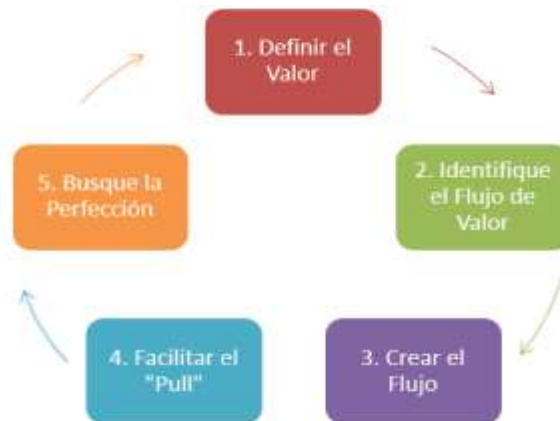 1. Definir el
Valor
2. Identifique
el Flujo de
Valor
3. Crear el
Flujo
4. Facilitar el
"Pull"
5. Busque la
Perfección